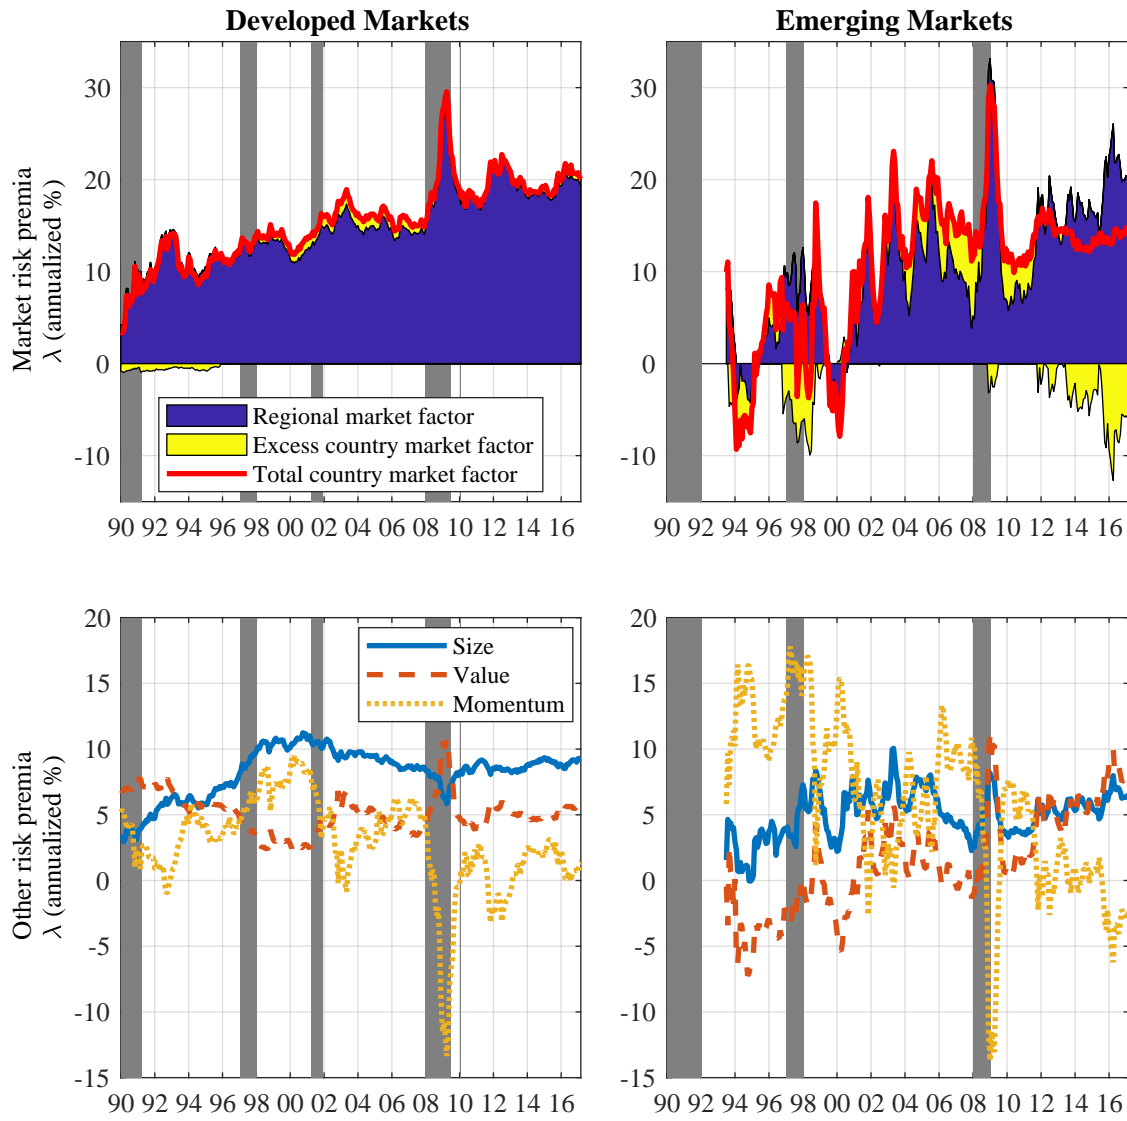 Developed Markets
Emerging Markets
Market risk premia
λ (annualized %)
30
20
10
0
-10
Regional market factor
Excess country market factor
Total country market factor
90 92 94 96 98 00 02 04 06 08 10 12 14 16
30
20
10
0
-10
90 92 94 96 98 00 02 04 06 08 10 12 14 16
Other risk premia
λ (annualized %)
20
15
10
5
0
-5
-10
-15
Size
Value
Momentum
90 92 94 96 98 00 02 04 06 08 10 12 14 16
20
15
10
5
0
-5
-10
-15
90 92 94 96 98 00 02 04 06 08 10 12 14 16